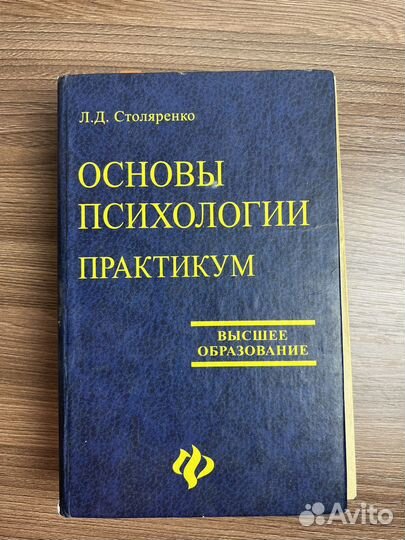 Л.Д. Столяренко
ОСНОВЫ
ПСИХОЛОГИИ
ПРАКТИКУМ
ВЫСШЕЕ
ОБРАЗОВАНИЕ
Avito